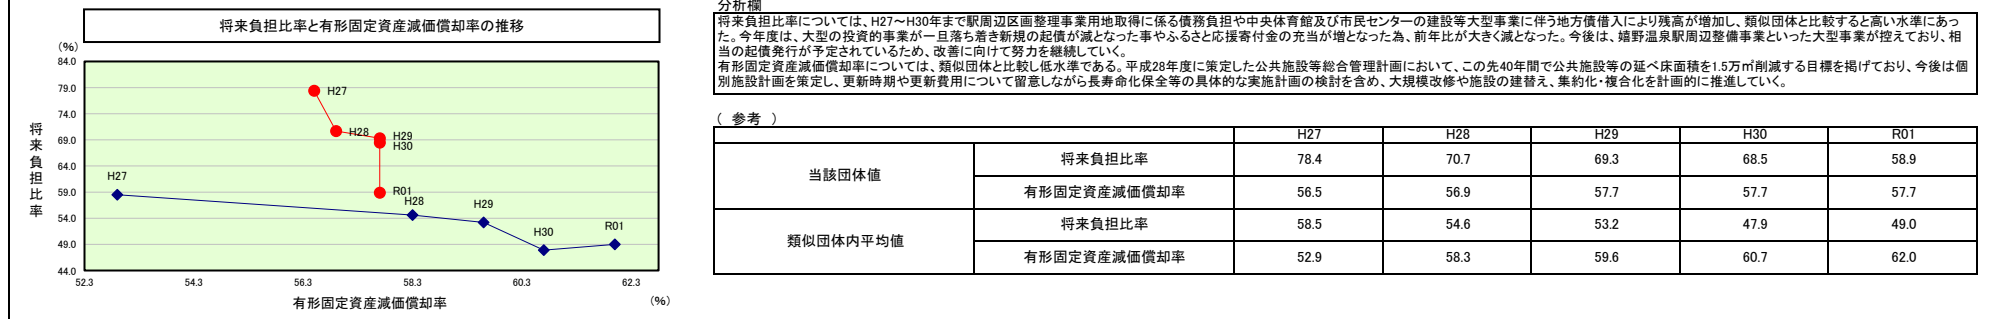 将来負担比率と有形固定資産減価償却率の推移
(%)
84.0
79.0
74.0
69.0
64.0
59.0
54.0
49.0
44.0
将来負担比率
H27
H28
H29
H30
R01
H27
H28
H29
H30
R01
52.3 54.3 56.3 58.3 60.3 62.3
有形固定資産減価償却率
(%)
分析欄
将来負担比率については、H27～H30年まで駅周辺区画整理事業用地取得に係る債務負担や中央体育館及び市民センターの建設等大型事業に伴う地方債借入により残高が増加し、類似団体と比較すると高い水準にあっ
た。今年度は、大型の投資的事業が一旦落ち着き新規の起債が減となった事やふるさと応援寄付金の充当が増となった為、前年比が大きく減となった。今後は、嬉野温泉駅周辺整備事業といった大型事業が控えており、相
当の起債発行が予定されているため、改善に向けて努力を継続していく。
有形固定資産減価償却率については、類似団体と比較し低水準である。平成28年度に策定した公共施設等総合管理計画において、この先40年間で公共施設等の延べ床面積を1.5万㎡削減する目標を掲げており、今後は個
別施設計画を策定し、更新時期や更新費用について留意しながら長寿命化保全等の具体的な実施計画の検討を含め、大規模改修や施設の建替え、集約化・複合化を計画的に推進していく。
( 参考 )
H27 H28 H29 H30 R01
当該団体値
将来負担比率 78.4 70.7 69.3 68.5 58.9
有形固定資産減価償却率 56.5 56.9 57.7 57.7 57.7
類似団体内平均値
将来負担比率 58.5 54.6 53.2 47.9 49.0
有形固定資産減価償却率 52.9 58.3 59.6 60.7 62.0